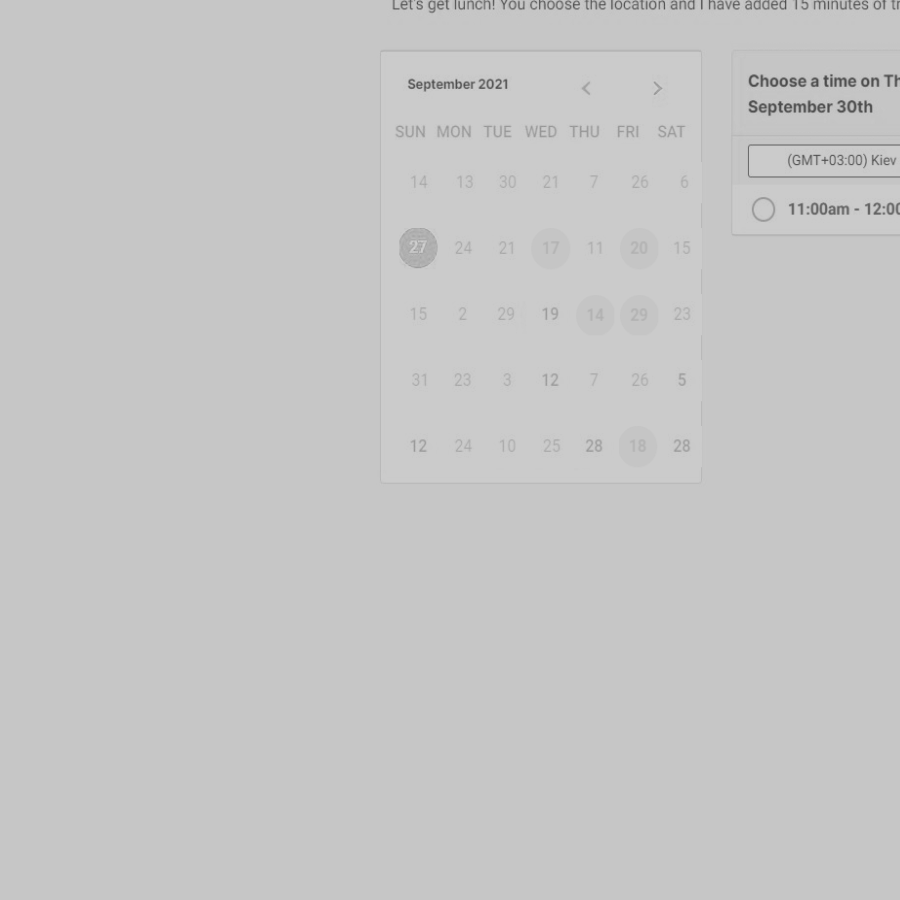 Let's get lunch! You choose the location and I have added 15 minutes of
September 2021
SUN MON TUE WED THU FRI SAT
14 13 30 21 7 26 6
27 24 21 17 11 20 15
15 2 29 19 14 29 23
31 23 3 12 7 26 5
12 24 10 25 28 18 28
Choose a time on
September 30th
(GMT+03:00) Kiev
11:00am - 12:00